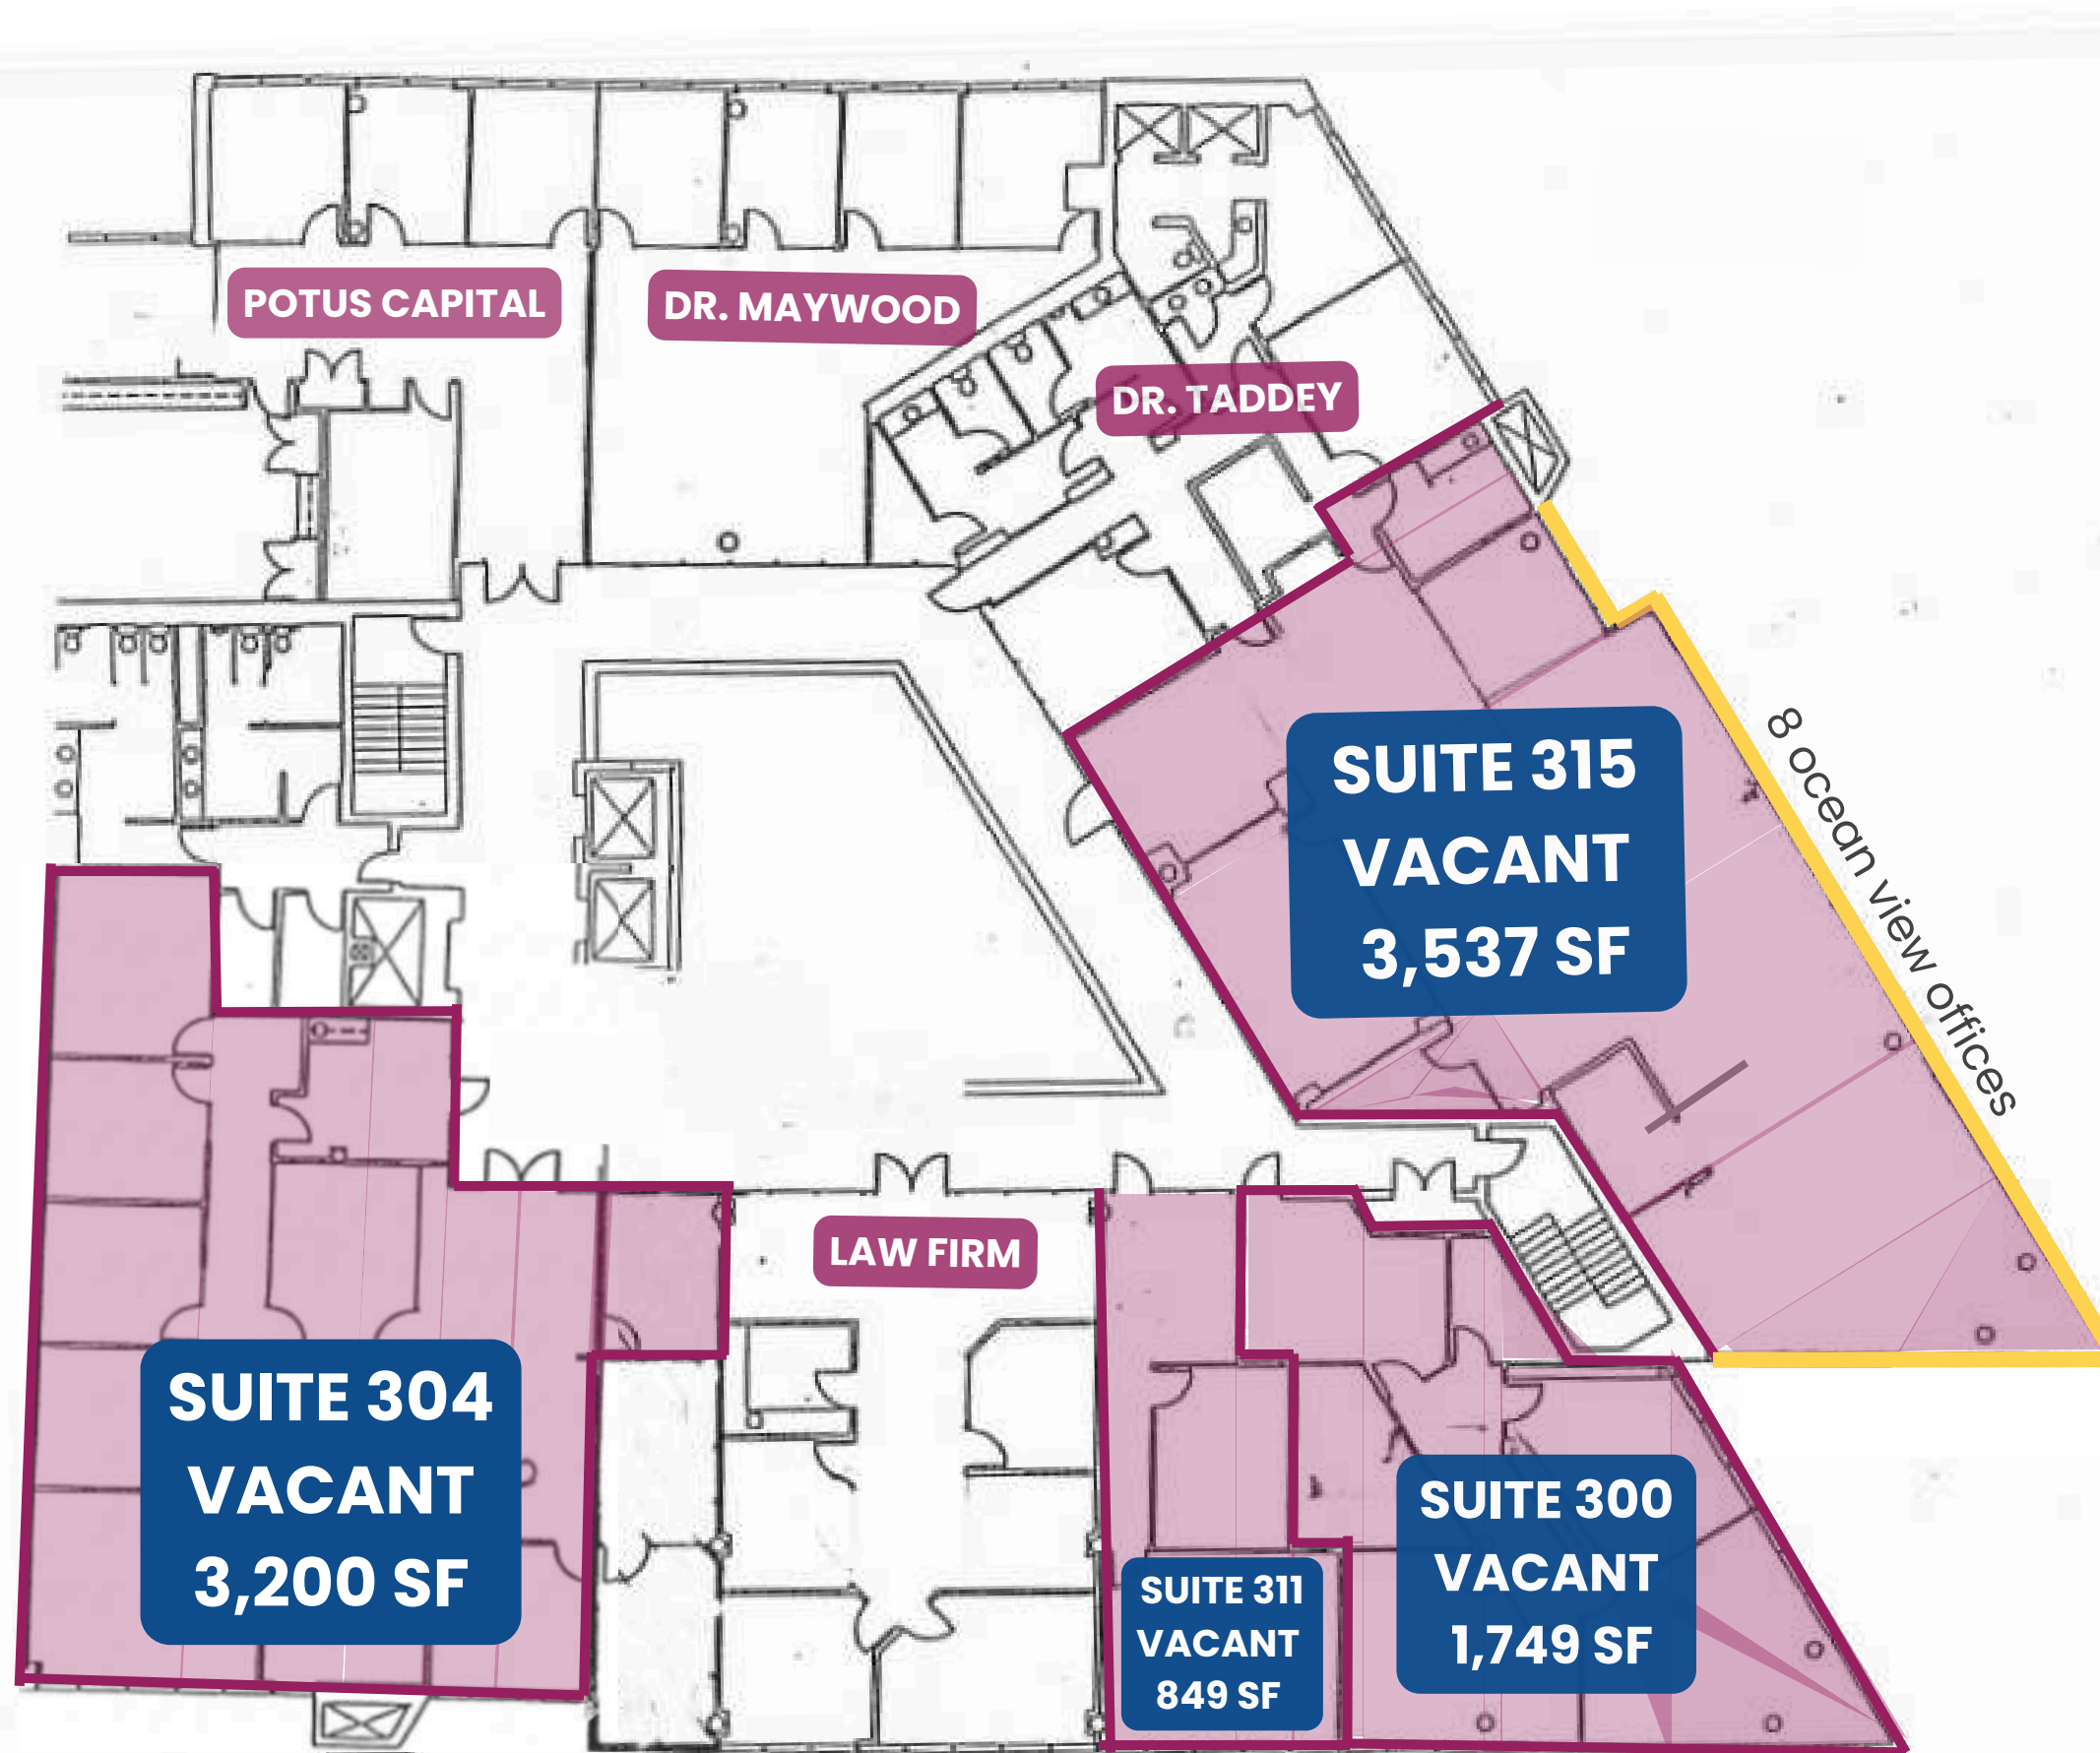 POTUS CAPITAL
DR. MAYWOOD
DR. TADDEY
SUITE 315
VACANT
3,537 SF
8 ocean view offices
LAW FIRM
SUITE 304
VACANT
3,200 SF
SUITE 311
VACANT
849 SF
SUITE 300
VACANT
1,749 SF